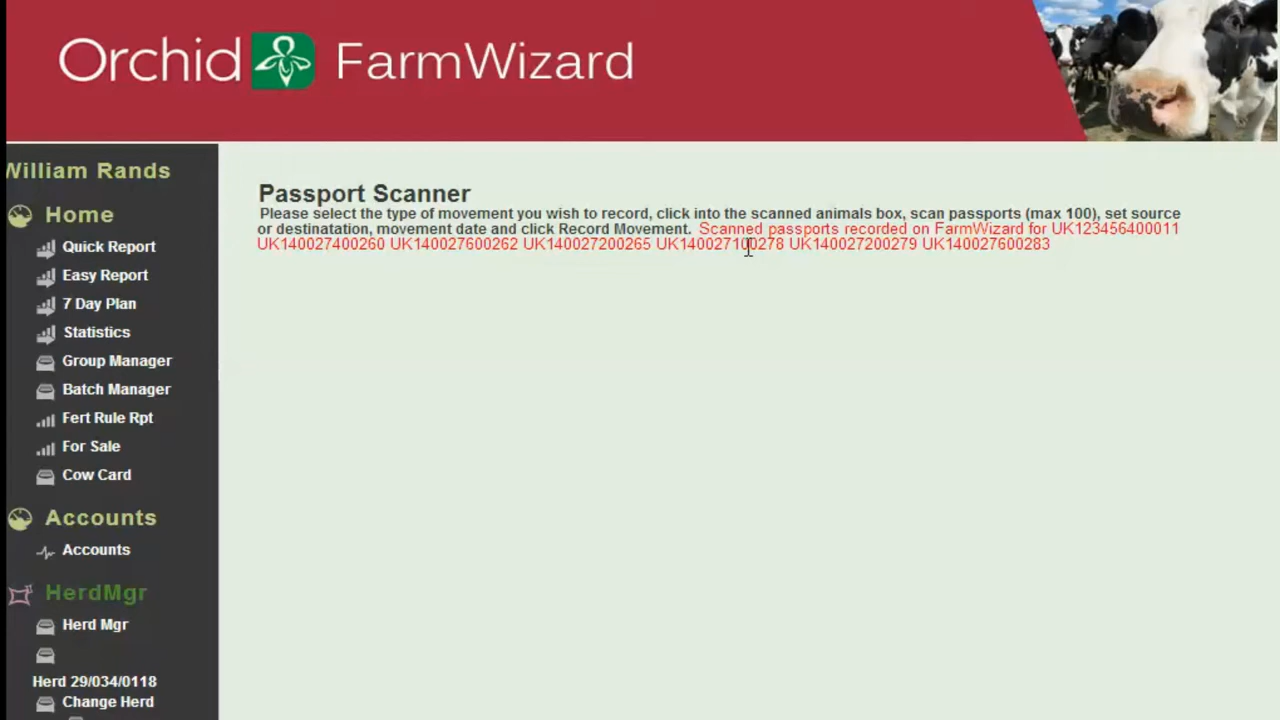 Orchid FarmWizard
William Rands
Home
Quick Report
Easy Report
7 Day Plan
Statistics
Group Manager
Batch Manager
Fert Rule Rpt
For Sale
Cow Card
Accounts
Accounts
HerdMgr
Herd Mgr
Herd 29/034/0118
Change Herd
Passport Scanner
Please select the type of movement you wish to record, click into the scanned animals box, scan passports (max 100), set source
or destinatation, movement date and click Record Movement. Scanned passports recorded on FarmWizard for UK123456400011
UK140027400260 UK140027600262 UK140027200265 UK140027100278 UK140027200279 UK140027600283